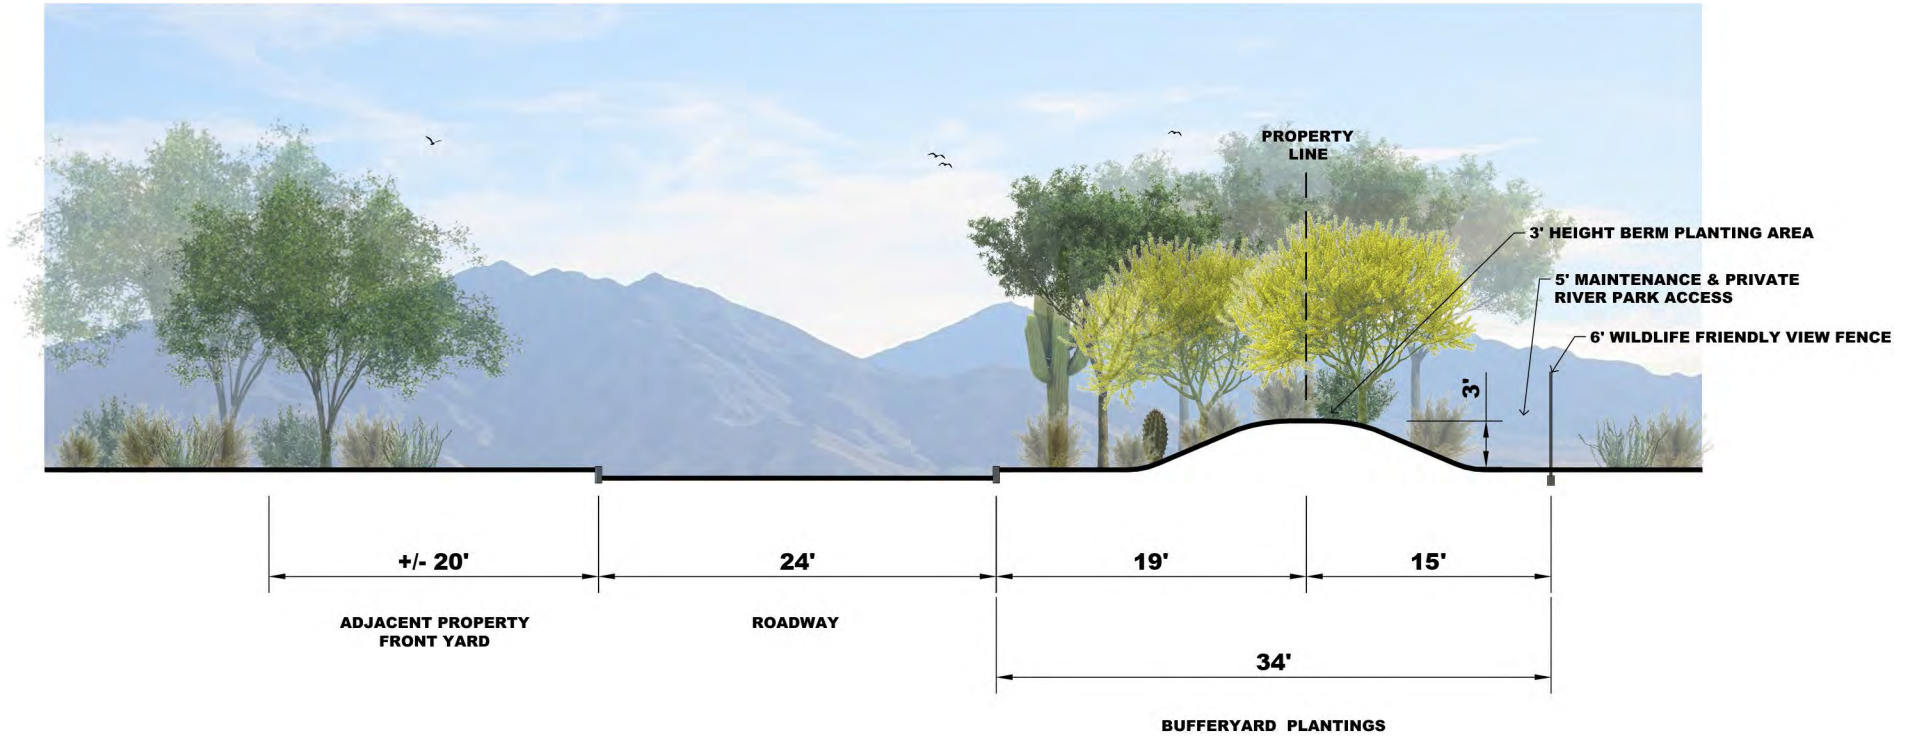 PROPERTY
LINE
3' HEIGHT BERM PLANTING AREA
5' MAINTENANCE & PRIVATE
RIVER PARK ACCESS
6' WILDLIFE FRIENDLY VIEW FENCE
3'
+/- 20'
24'
19'
15'
ADJACENT PROPERTY
FRONT YARD
ROADWAY
34'
BUFFERYARD PLANTINGS